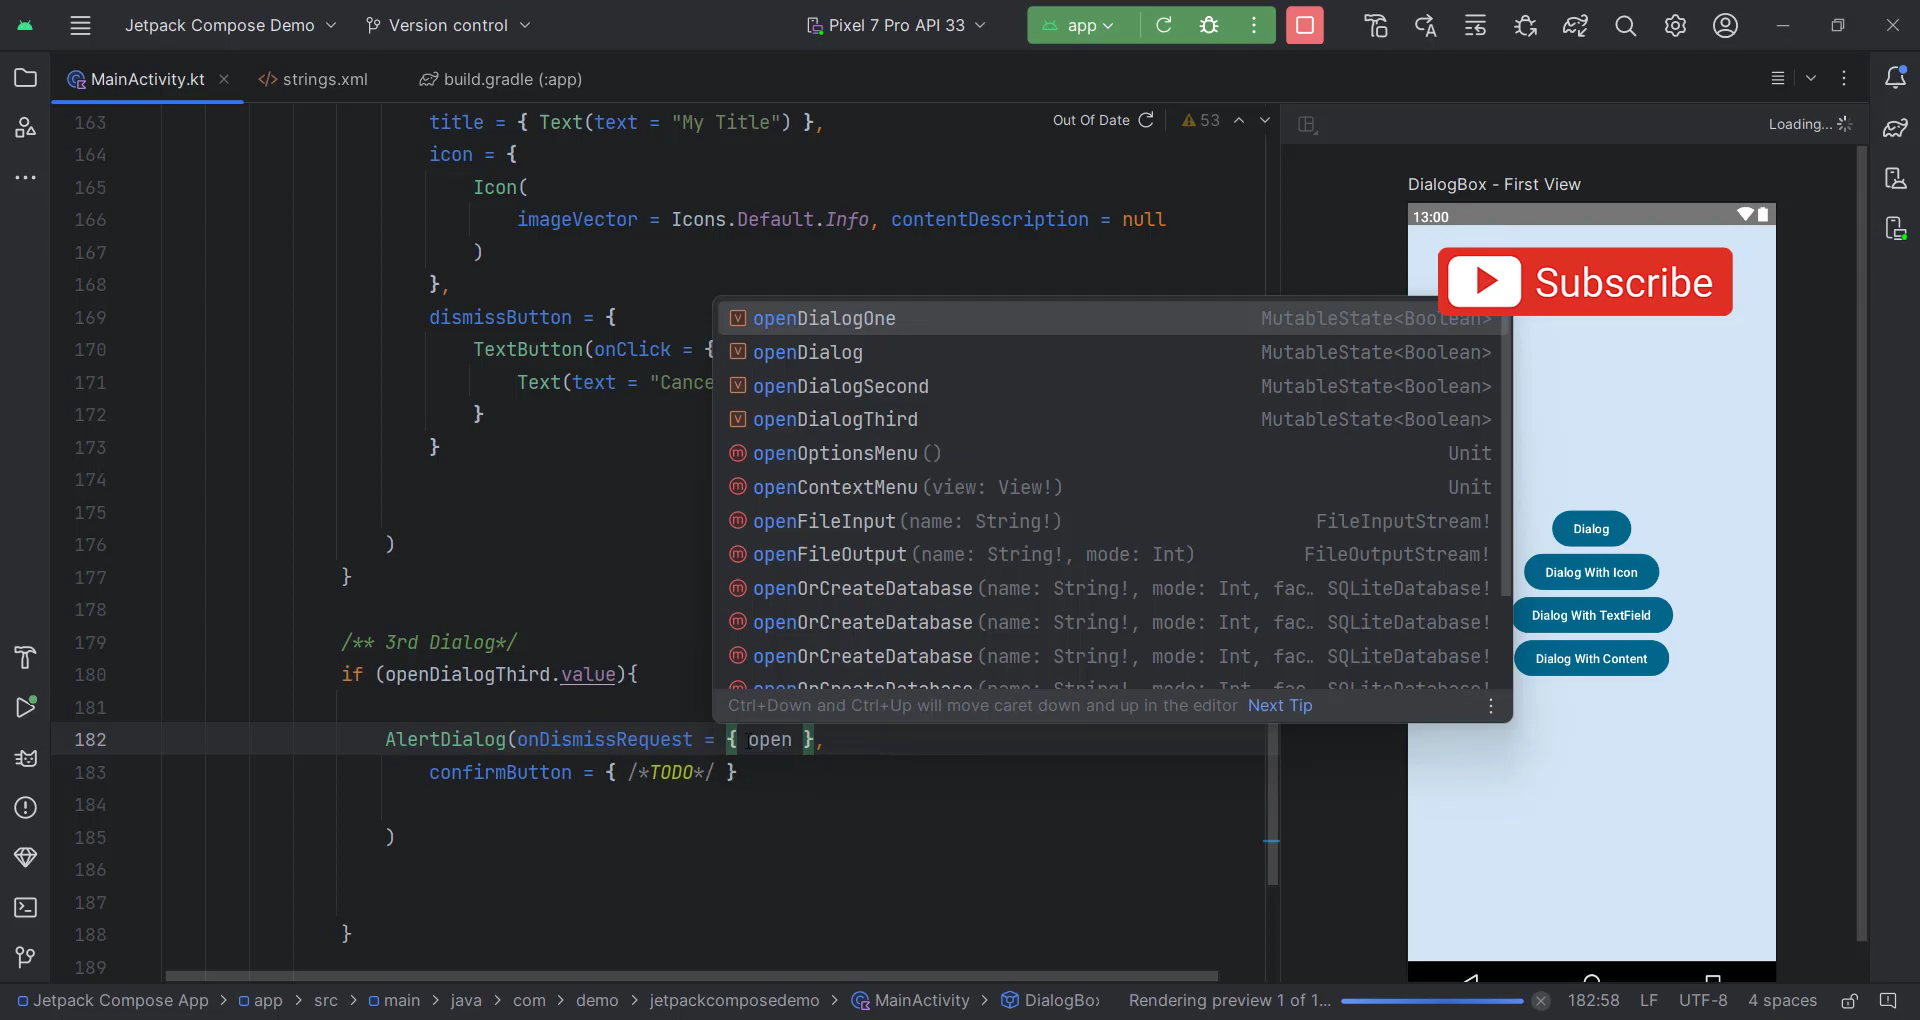 Jetpack Compose Demo
Version control
Pixel 7 Pro API 33
app
MainActivity.kt
strings.xml
build.gradle (:app)
Out Of Date
53
Loading...
163 title = { Text(text = "My Title") },
164 icon = {
165 Icon(
166 imageVector = Icons.Default.Info, contentDescription = null
167 )
168 },
169 dismissButton = {
170 TextButton(onClick = {
171 Text(text = "Cance
172 }
173 }
174
175
176 )
177 }
178
179 /** 3rd Dialog*/
180 if (openDialogThird.value){
181
182 AlertDialog(onDismissRequest = { open },
183 confirmButton = { /*TODO*/ }
184
185 )
186
187
188 }
189
openDialogOne MutableState<Boolean>
openDialog MutableState<Boolean>
openDialogSecond MutableState<Boolean>
openDialogThird MutableState<Boolean>
openOptionsMenu() Unit
openContextMenu(view: View!) Unit
openFileInput(name: String!) FileInputStream!
openFileOutput(name: String!, mode: Int) FileOutputStream!
openOrCreateDatabase(name: String!, mode: Int, fac… SQLiteDatabase!
openOrCreateDatabase(name: String!, mode: Int, fac… SQLiteDatabase!
openOrCreateDatabase(name: String!, mode: Int, fac… SQLiteDatabase!
openOrCreateDatabase(name: String!, mode: Int, fac… SQLiteDatabase!
Ctrl+Down and Ctrl+Up will move caret down and up in the editor Next Tip
DialogBox - First View
13:00
Subscribe
Dialog
Dialog With Icon
Dialog With TextField
Dialog With Content
Jetpack Compose App > app > src > main > java > com > demo > jetpackcomposedemo > MainActivity > DialogBox
Rendering preview 1 of 1...
182:58
LF
UTF-8
4 spaces